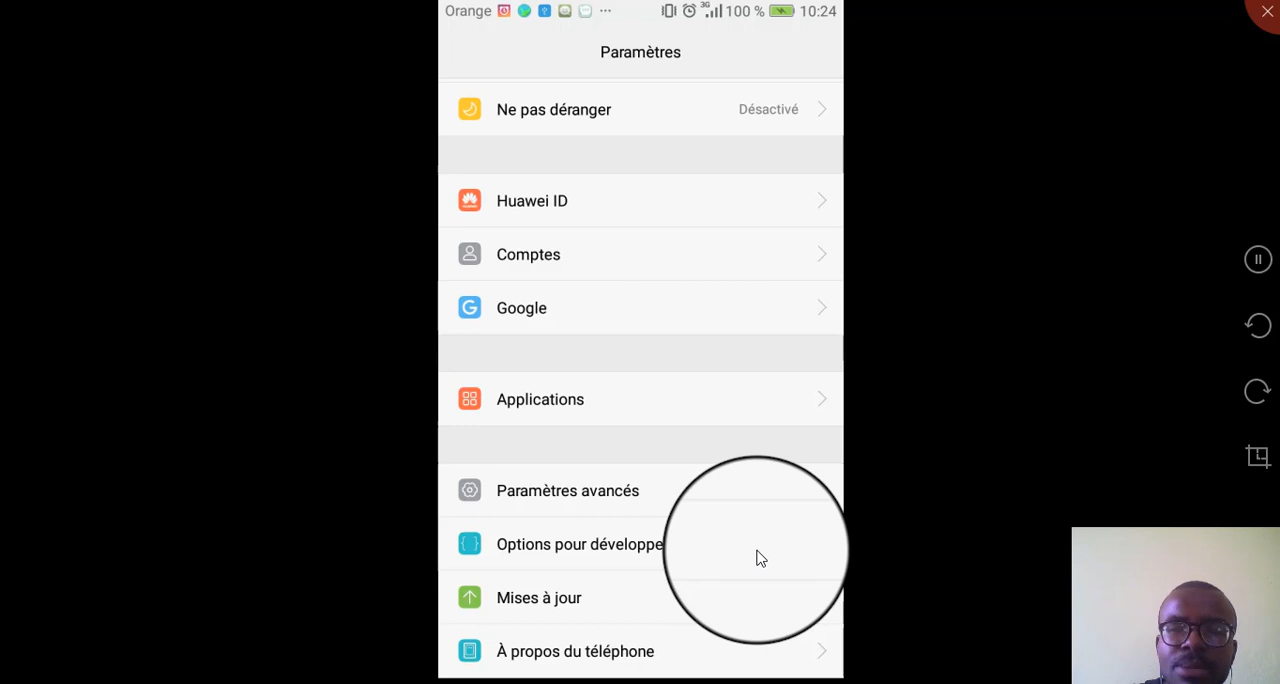 Orange 3G 100 % 10:24
Paramètres
Ne pas déranger Désactivé
Huawei ID
Comptes
Google
Applications
Paramètres avancés
Options pour développe
Mises à jour
À propos du téléphone